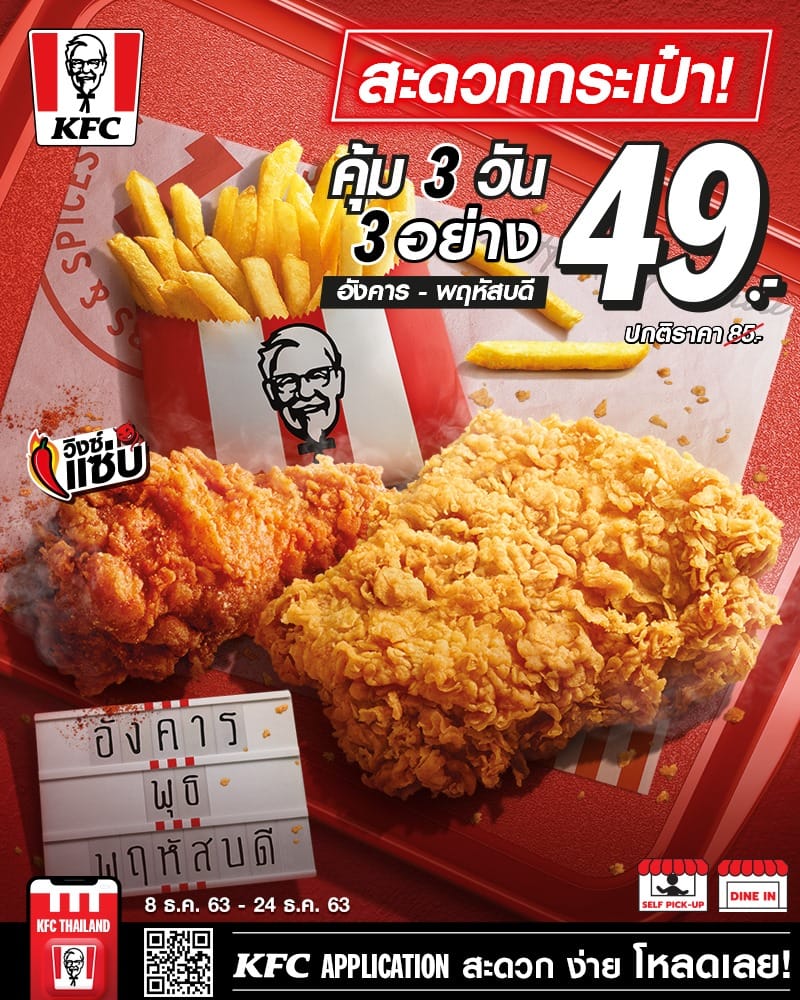 KFC
สะดวกกระเป๋า!
คุ้ม 3 วัน
3 อย่าง
49.-
อังคาร - พฤหัสบดี
ปกติราคา 85.-
SPICES
วิงซ์
แซ่บ
อังคาร
พุธ
พฤหัสบดี
8 ธ.ค. 63 - 24 ธ.ค. 63
SELF PICK-UP
DINE IN
KFC THAILAND
KFC APPLICATION สะดวก ง่าย โหลดเลย!